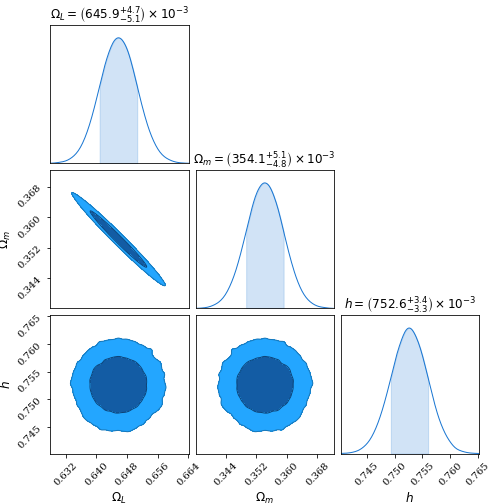 Ω_L = (645.9^{+4.7}_{−5.1}) × 10^{−3}
Ω_m = (354.1^{+5.1}_{−4.8}) × 10^{−3}
Ω_m
0.368
0.360
0.352
0.344
h = (752.6^{+3.4}_{−3.3}) × 10^{−3}
h
0.765
0.760
0.755
0.750
0.745
0.632 0.640 0.648 0.656 0.664
0.344 0.352 0.360 0.368
0.745 0.750 0.755 0.760 0.765
Ω_L Ω_m h